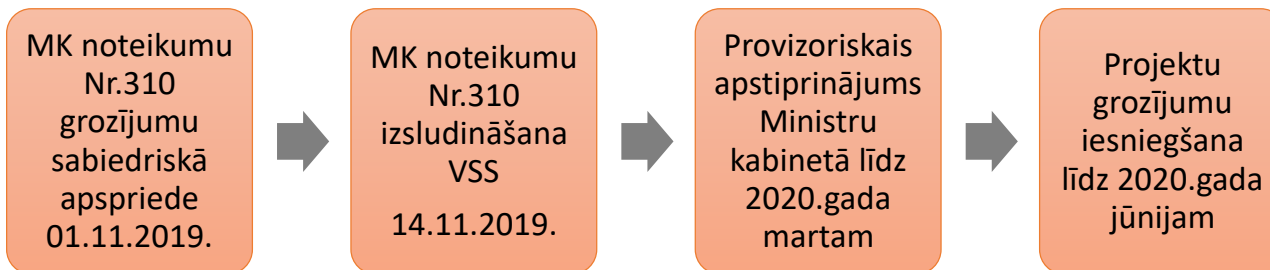 MK noteikumu
Nr.310
grozījumu
sabiedriskā
apspriede
01.11.2019.
MK noteikumu
Nr.310
izsludināšana
VSS
14.11.2019.
Provizoriskais
apstiprinājums
Ministru
kabinetā līdz
2020.gada
martam
Projektu
grozījumu
iesniegšana
līdz 2020.gada
jūnijam